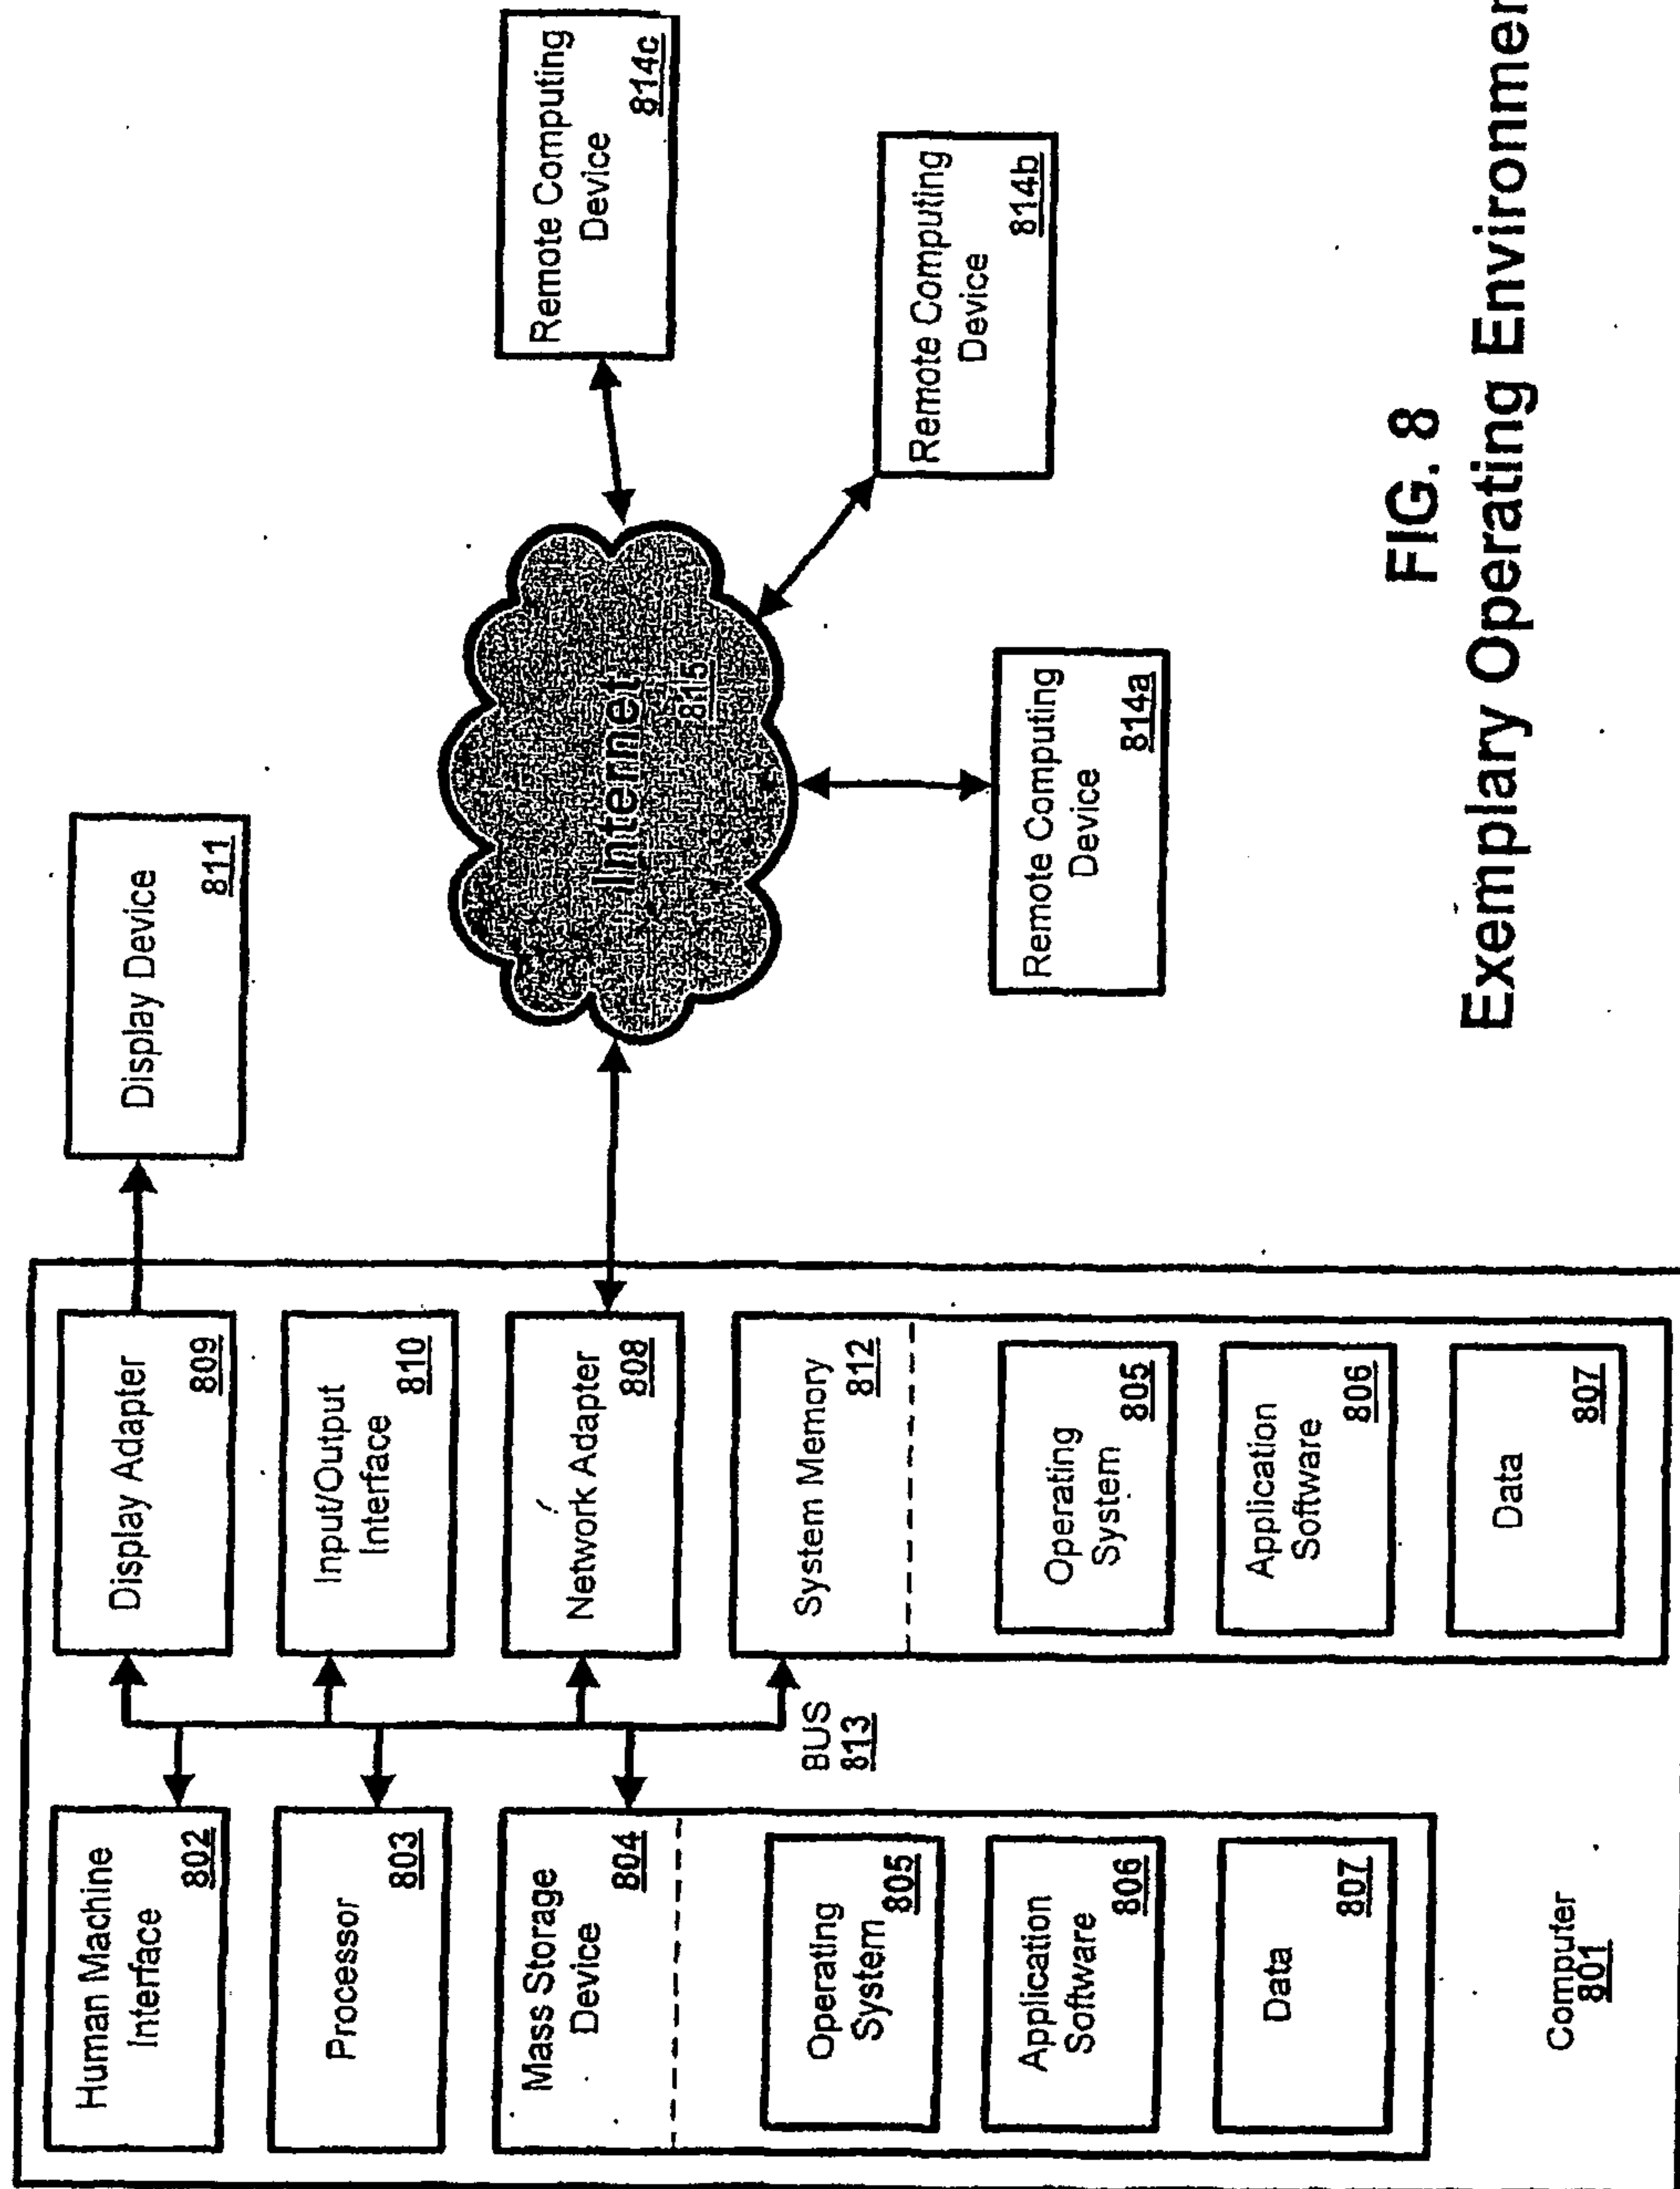 Human Machine
Interface
802
Processor
803
Mass Storage
Device
804
Operating
System
805
Application
Software
806
Data
807
Computer
801
BUS
813
Display Adapter
809
Input/Output
Interface
810
Network Adapter
808
System Memory
812
Operating
System
805
Application
Software
806
Data
807
Display Device
811
Internet
815
Remote Computing
Device
814a
Remote Computing
Device
814b
Remote Computing
Device
814c
FIG. 8
Exemplary Operating